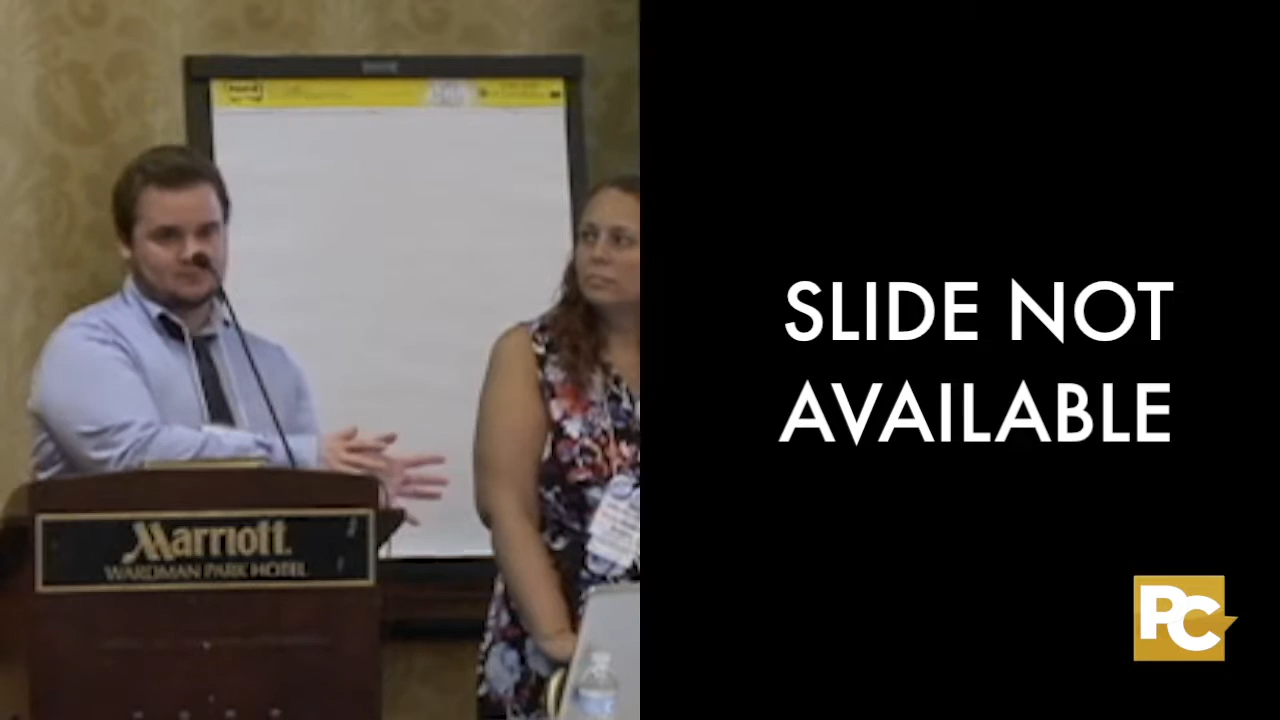 Marriott.
WARDMAN PARK HOTEL
SLIDE NOT
AVAILABLE
PC